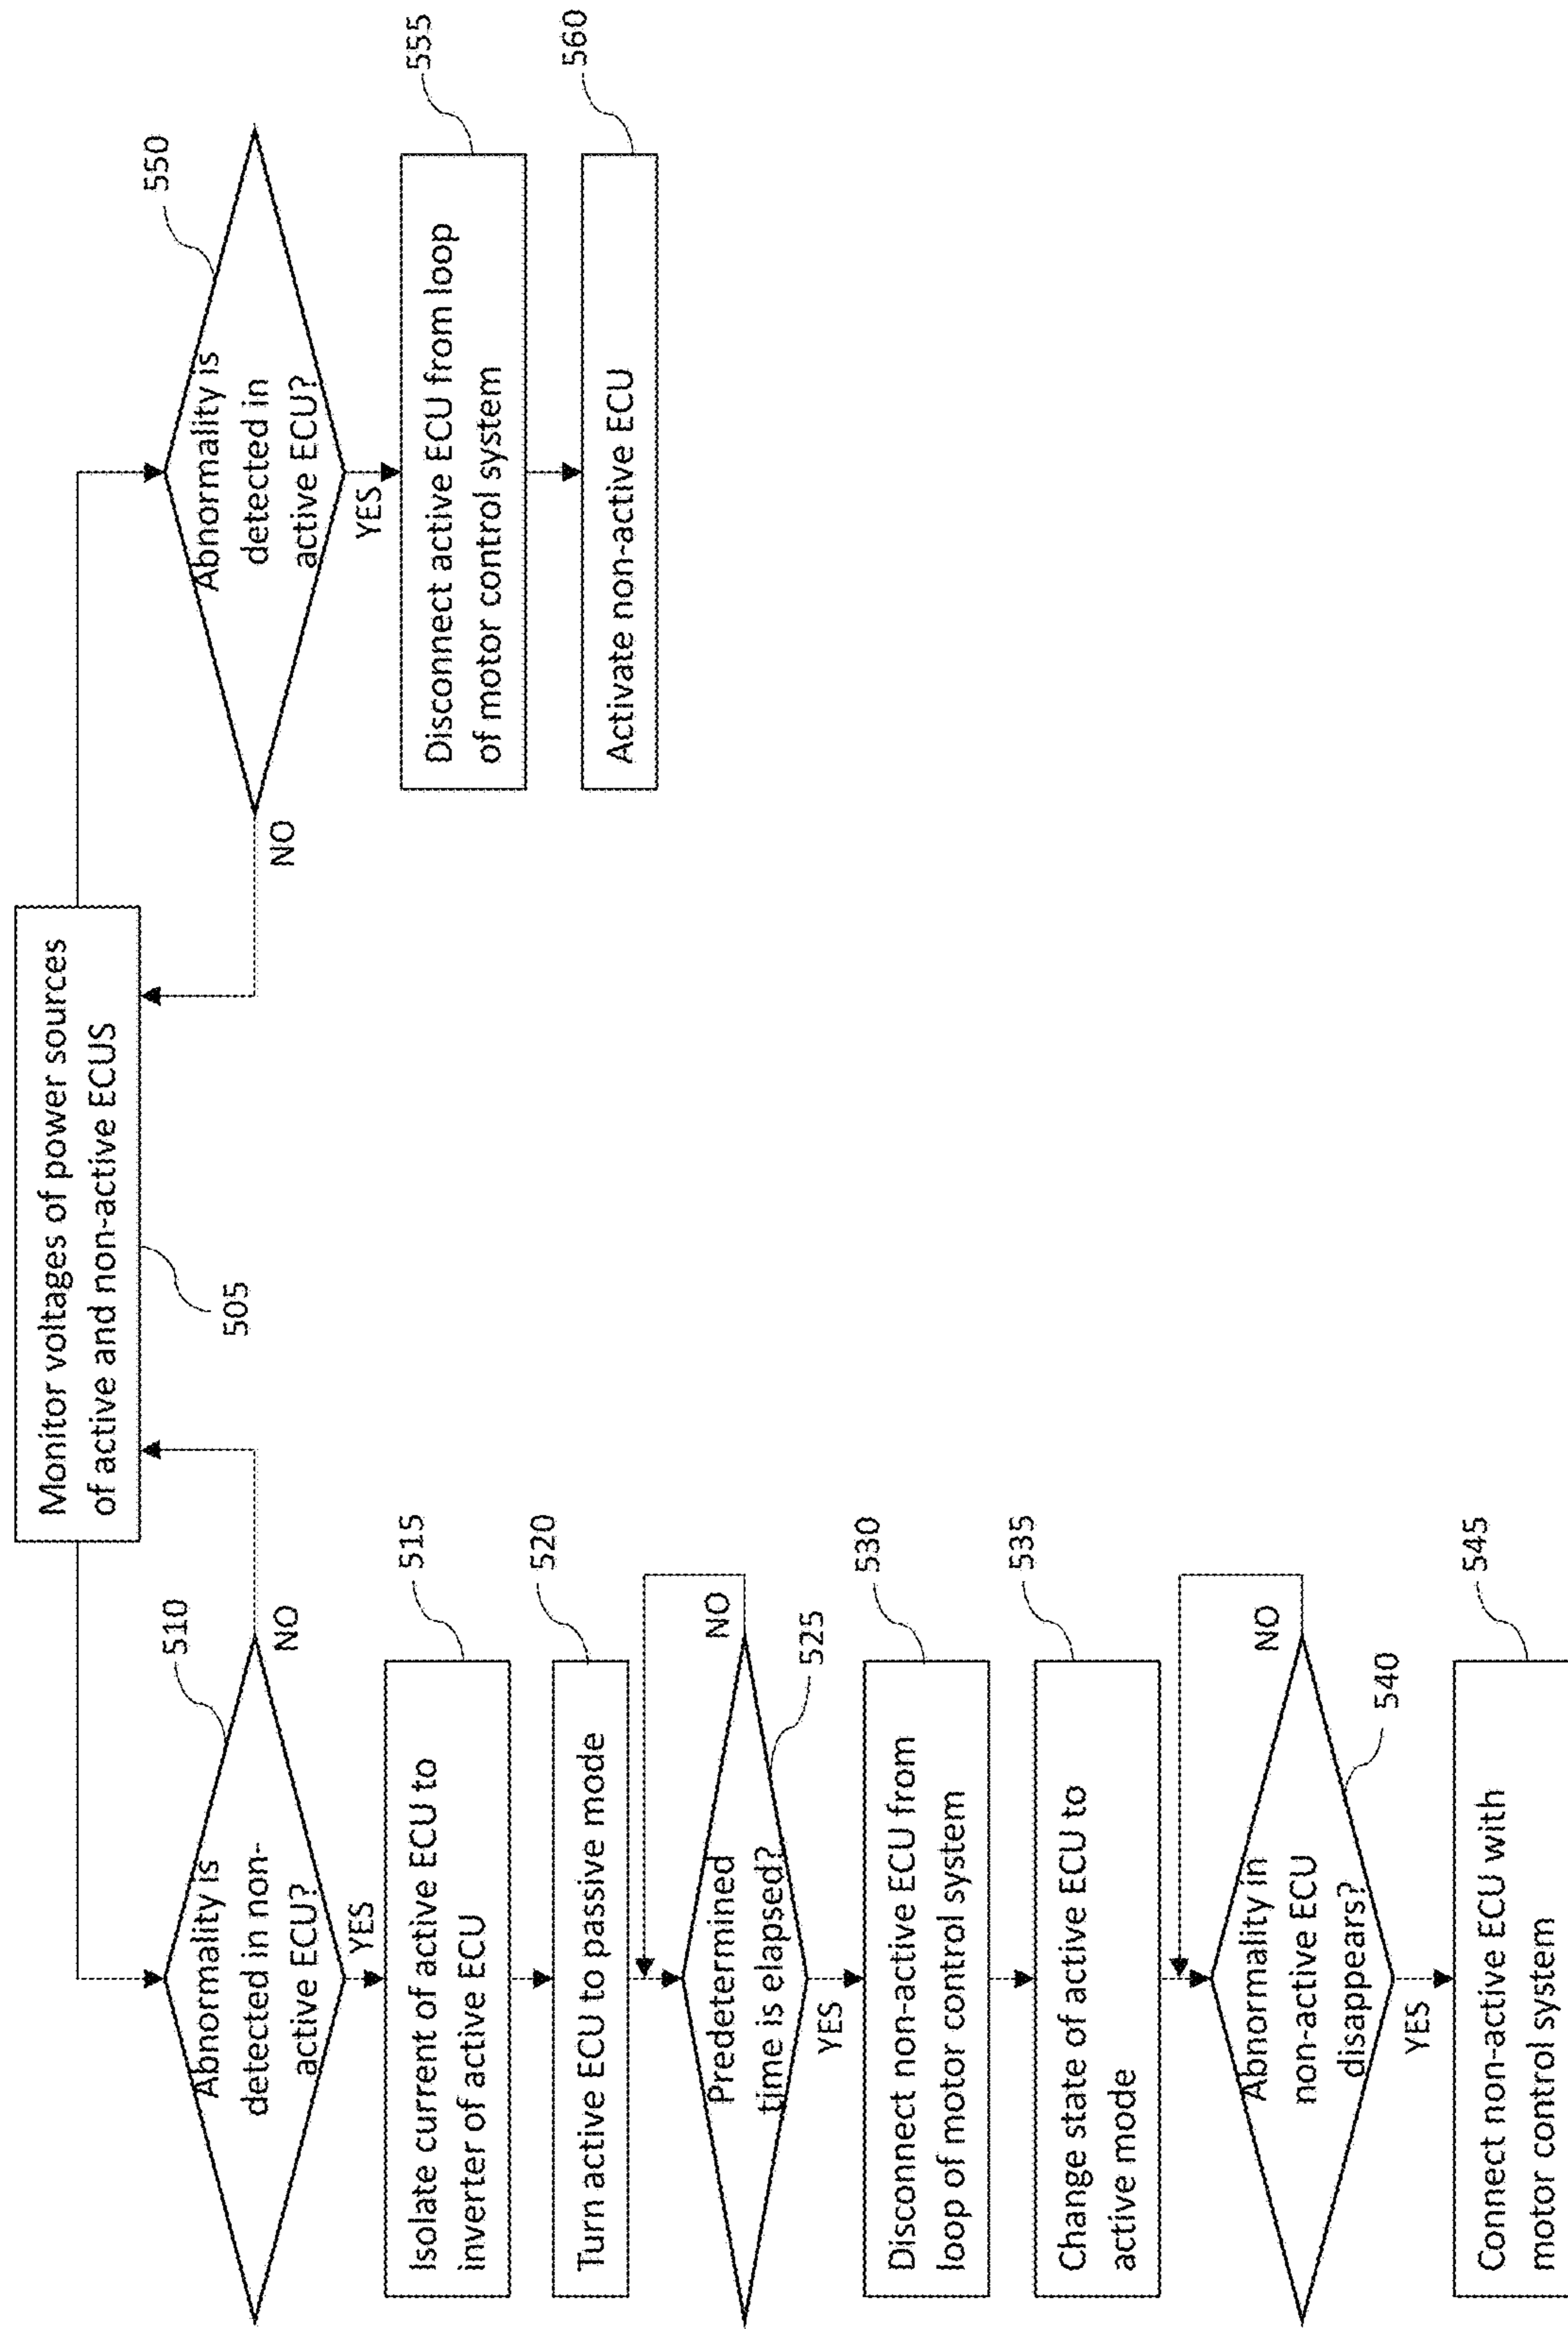 Monitor voltages of power sources
of active and non-active ECUS
505
510
Abnormality is
detected in non-
active ECU?
NO
YES
515
Isolate current of active ECU to
inverter of active ECU
520
Turn active ECU to passive mode
NO
Predetermined
time is elapsed?
525
YES
530
Disconnect non-active ECU from
loop of motor control system
535
Change state of active ECU to
active mode
NO
Abnormality in
non-active ECU
disappears?
540
YES
545
Connect non-active ECU with
motor control system
550
Abnormality is
detected in
active ECU?
NO
YES
555
Disconnect active ECU from loop
of motor control system
560
Activate non-active ECU